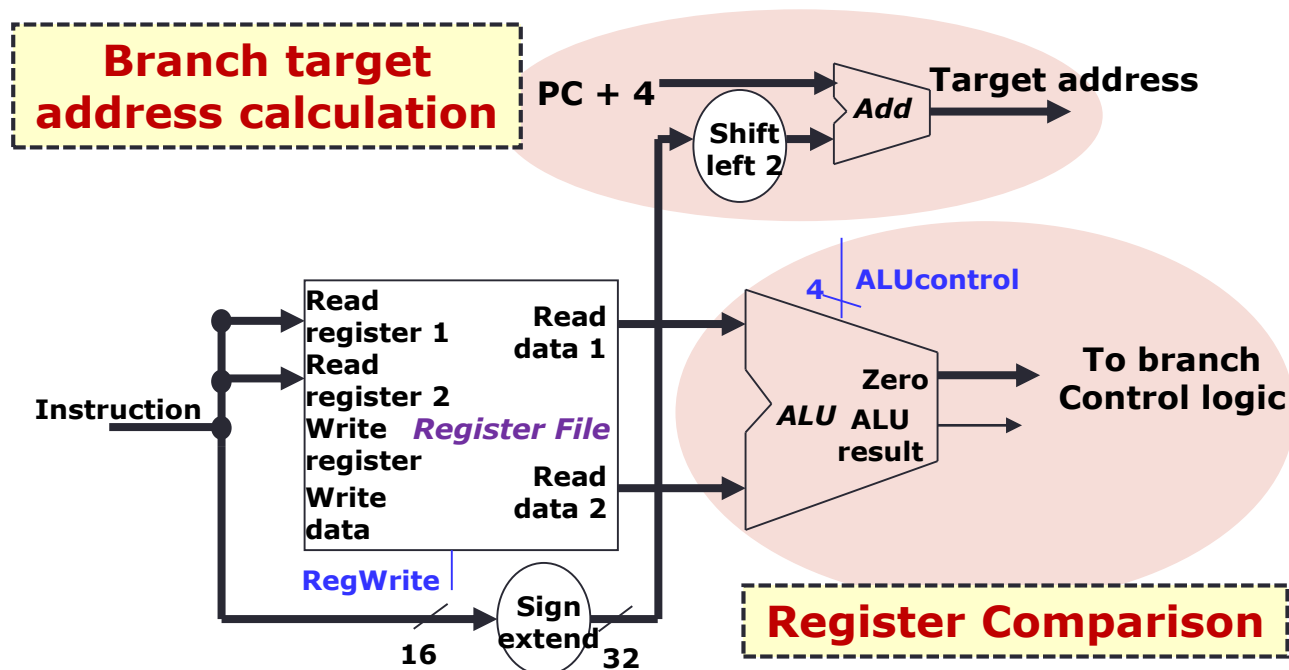 Branch target
address calculation
PC + 4
Target address
Add
Shift
left 2
ALUcontrol
4
Read
register 1
Read
data 1
Read
register 2
Instruction
Write
register
Register File
Write
data
Read
data 2
Zero
ALU
ALU
result
To branch
Control logic
RegWrite
16
Sign
extend
32
Register Comparison